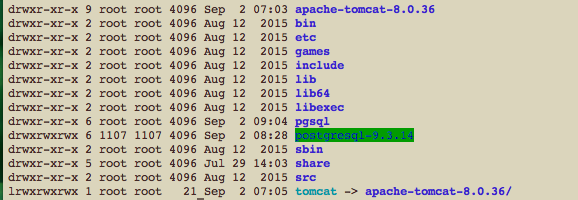 drwxr-xr-x 9 root root 4096 Sep  2 07:03 apache-tomcat-8.0.36
drwxr-xr-x 2 root root 4096 Aug 12  2015 bin
drwxr-xr-x 2 root root 4096 Aug 12  2015 etc
drwxr-xr-x 2 root root 4096 Aug 12  2015 games
drwxr-xr-x 2 root root 4096 Aug 12  2015 include
drwxr-xr-x 2 root root 4096 Aug 12  2015 lib
drwxr-xr-x 2 root root 4096 Aug 12  2015 lib64
drwxr-xr-x 2 root root 4096 Aug 12  2015 libexec
drwxr-xr-x 6 root root 4096 Sep  2 09:04 pgsql
drwxrwxrwx 6 1107 1107 4096 Sep  2 08:28 postgresql-9.3.14
drwxr-xr-x 2 root root 4096 Aug 12  2015 sbin
drwxr-xr-x 5 root root 4096 Jul 29 14:03 share
drwxr-xr-x 2 root root 4096 Aug 12  2015 src
lrwxrwxrwx 1 root root   21 Sep  2 07:05 tomcat -> apache-tomcat-8.0.36/